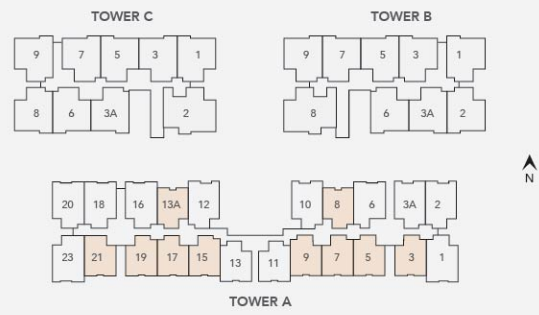 TOWER C
TOWER B
9 7 5 3 1
9 7 5 3 1
8 6 3A 2
8 6 3A 2
N
20 18 16 13A 12 10 8 6 3A 2
23 21 19 17 15 13 11 9 7 5 3 1
TOWER A